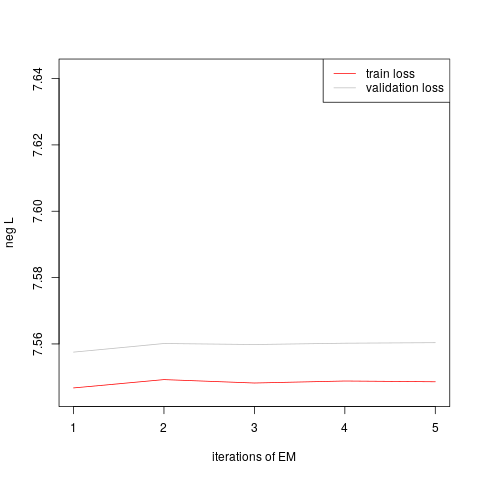 train loss
validation loss
7.64
7.62
7.60
7.58
7.56
neg L
1 2 3 4 5
iterations of EM